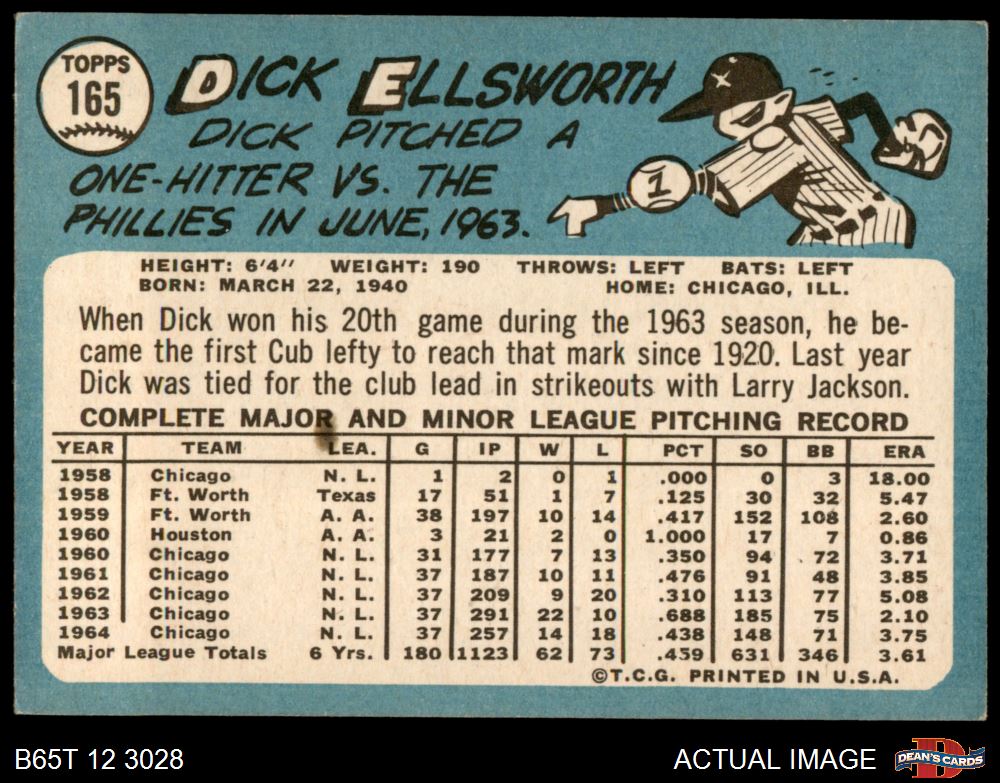 TOPPS
165
DICK ELLSWORTH
DICK PITCHED A
ONE-HITTER VS. THE
PHILLIES IN JUNE, 1963.
1
HEIGHT: 6'4" WEIGHT: 190 THROWS: LEFT BATS: LEFT
BORN: MARCH 22, 1940 HOME: CHICAGO, ILL.
When Dick won his 20th game during the 1963 season, he be-
came the first Cub lefty to reach that mark since 1920. Last year
Dick was tied for the club lead in strikeouts with Larry Jackson.
COMPLETE MAJOR AND MINOR LEAGUE PITCHING RECORD
YEAR TEAM LEA. G IP W L PCT SO BB ERA
1958 Chicago N. L. 1 2 0 1 .000 0 3 18.00
1958 Ft. Worth Texas 17 51 1 7 .125 30 32 5.47
1959 Ft. Worth A. A. 38 197 10 14 .417 152 108 2.60
1960 Houston A. A. 3 21 2 0 1.000 17 7 0.86
1960 Chicago N. L. 31 177 7 13 .350 94 72 3.71
1961 Chicago N. L. 37 187 10 11 .476 91 48 3.85
1962 Chicago N. L. 37 209 9 20 .310 113 77 5.08
1963 Chicago N. L. 37 291 22 10 .688 185 75 2.10
1964 Chicago N. L. 37 257 14 18 .438 148 71 3.75
Major League Totals 6 Yrs. 180 1123 62 73 .459 631 346 3.61
©T.C.G. PRINTED IN U.S.A.
B65T 12 3028
ACTUAL IMAGE
D
DEAN'S CARDS